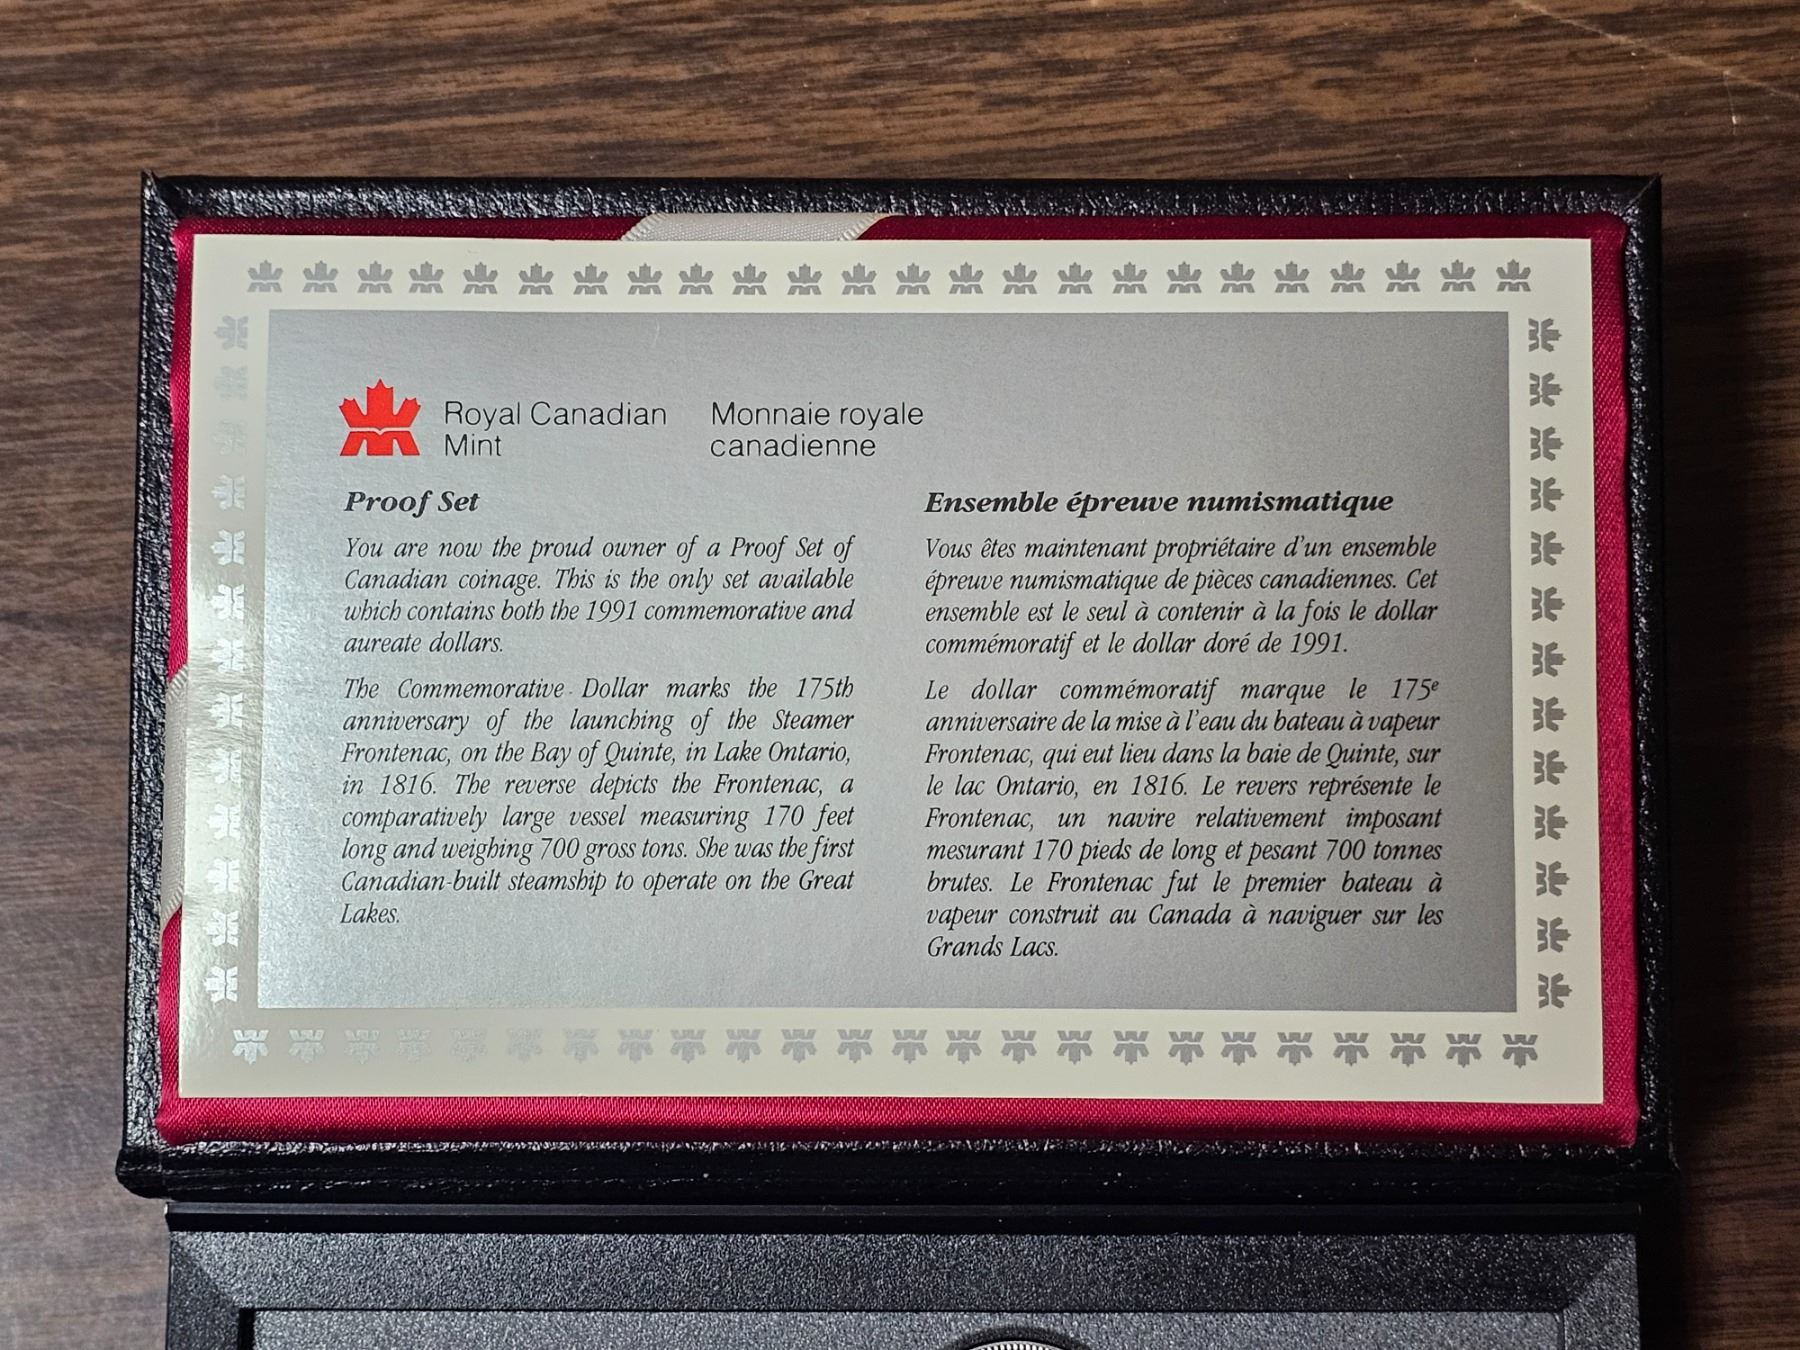 Royal Canadian
Mint
Monnaie royale
canadienne
Proof Set
You are now the proud owner of a Proof Set of
Canadian coinage. This is the only set available
which contains both the 1991 commemorative and
aureate dollars.
The Commemorative Dollar marks the 175th
anniversary of the launching of the Steamer
Frontenac, on the Bay of Quinte, in Lake Ontario,
in 1816. The reverse depicts the Frontenac, a
comparatively large vessel measuring 170 feet
long and weighing 700 gross tons. She was the first
Canadian-built steamship to operate on the Great
Lakes.
Ensemble épreuve numismatique
Vous êtes maintenant propriétaire d'un ensemble
épreuve numismatique de pièces canadiennes. Cet
ensemble est le seul à contenir à la fois le dollar
commémoratif et le dollar doré de 1991.
Le dollar commémoratif marque le 175e
anniversaire de la mise à l'eau du bateau à vapeur
Frontenac, qui eut lieu dans la baie de Quinte, sur
le lac Ontario, en 1816. Le revers représente le
Frontenac, un navire relativement imposant
mesurant 170 pieds de long et pesant 700 tonnes
brutes. Le Frontenac fut le premier bateau à
vapeur construit au Canada à naviguer sur les
Grands Lacs.